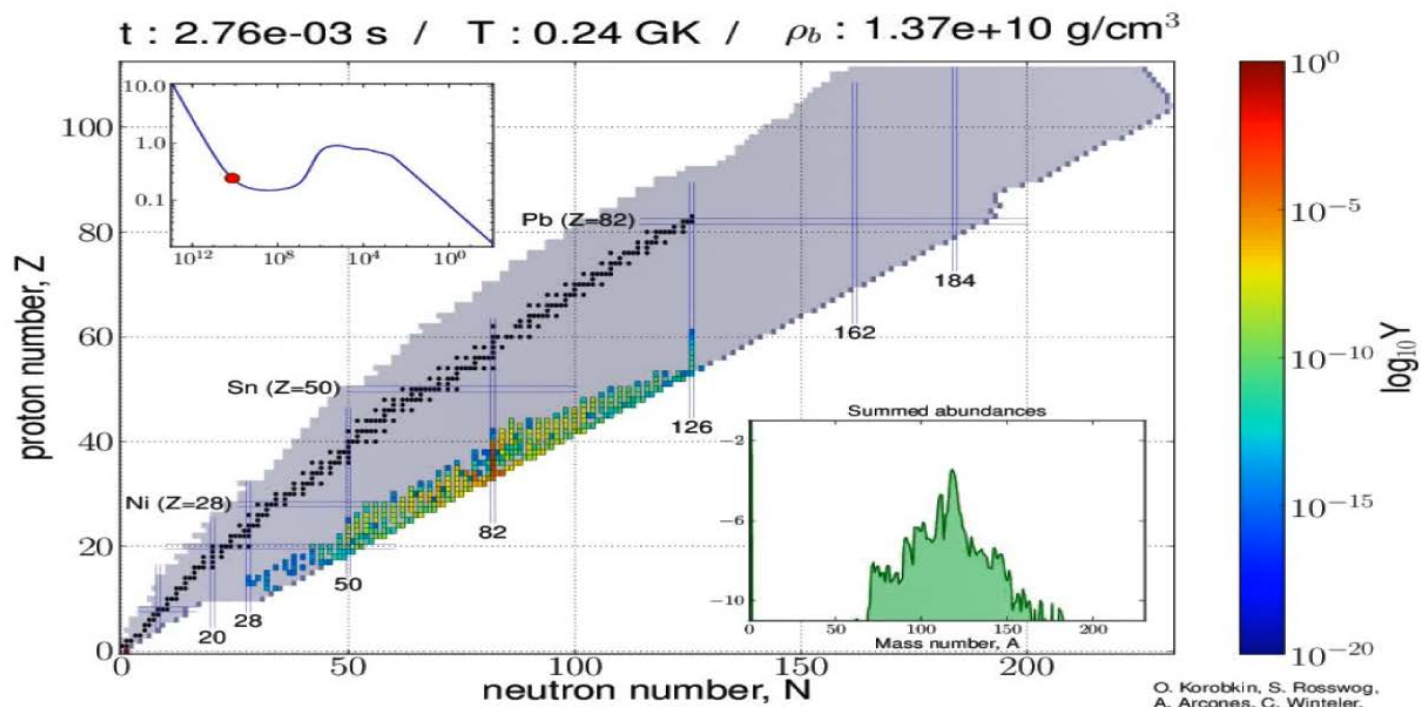 t : 2.76e-03 s / T : 0.24 GK / ρ_b : 1.37e+10 g/cm³
10.0
1.0
0.1
10¹² 10⁸ 10⁴ 10⁰
proton number, Z
100
80
60
40
20
0
Pb (Z=82)
Sn (Z=50)
Ni (Z=28)
20
28
50
82
126
162
184
Summed abundances
−2
−6
−10
0 50 100 150 200
Mass number, A
0 50 100 150 200
neutron number, N
10⁰
10⁻⁵
10⁻¹⁰
10⁻¹⁵
10⁻²⁰
log₁₀Y
O. Korobkin, S. Rosswog,
A. Arcones, C. Winteler,